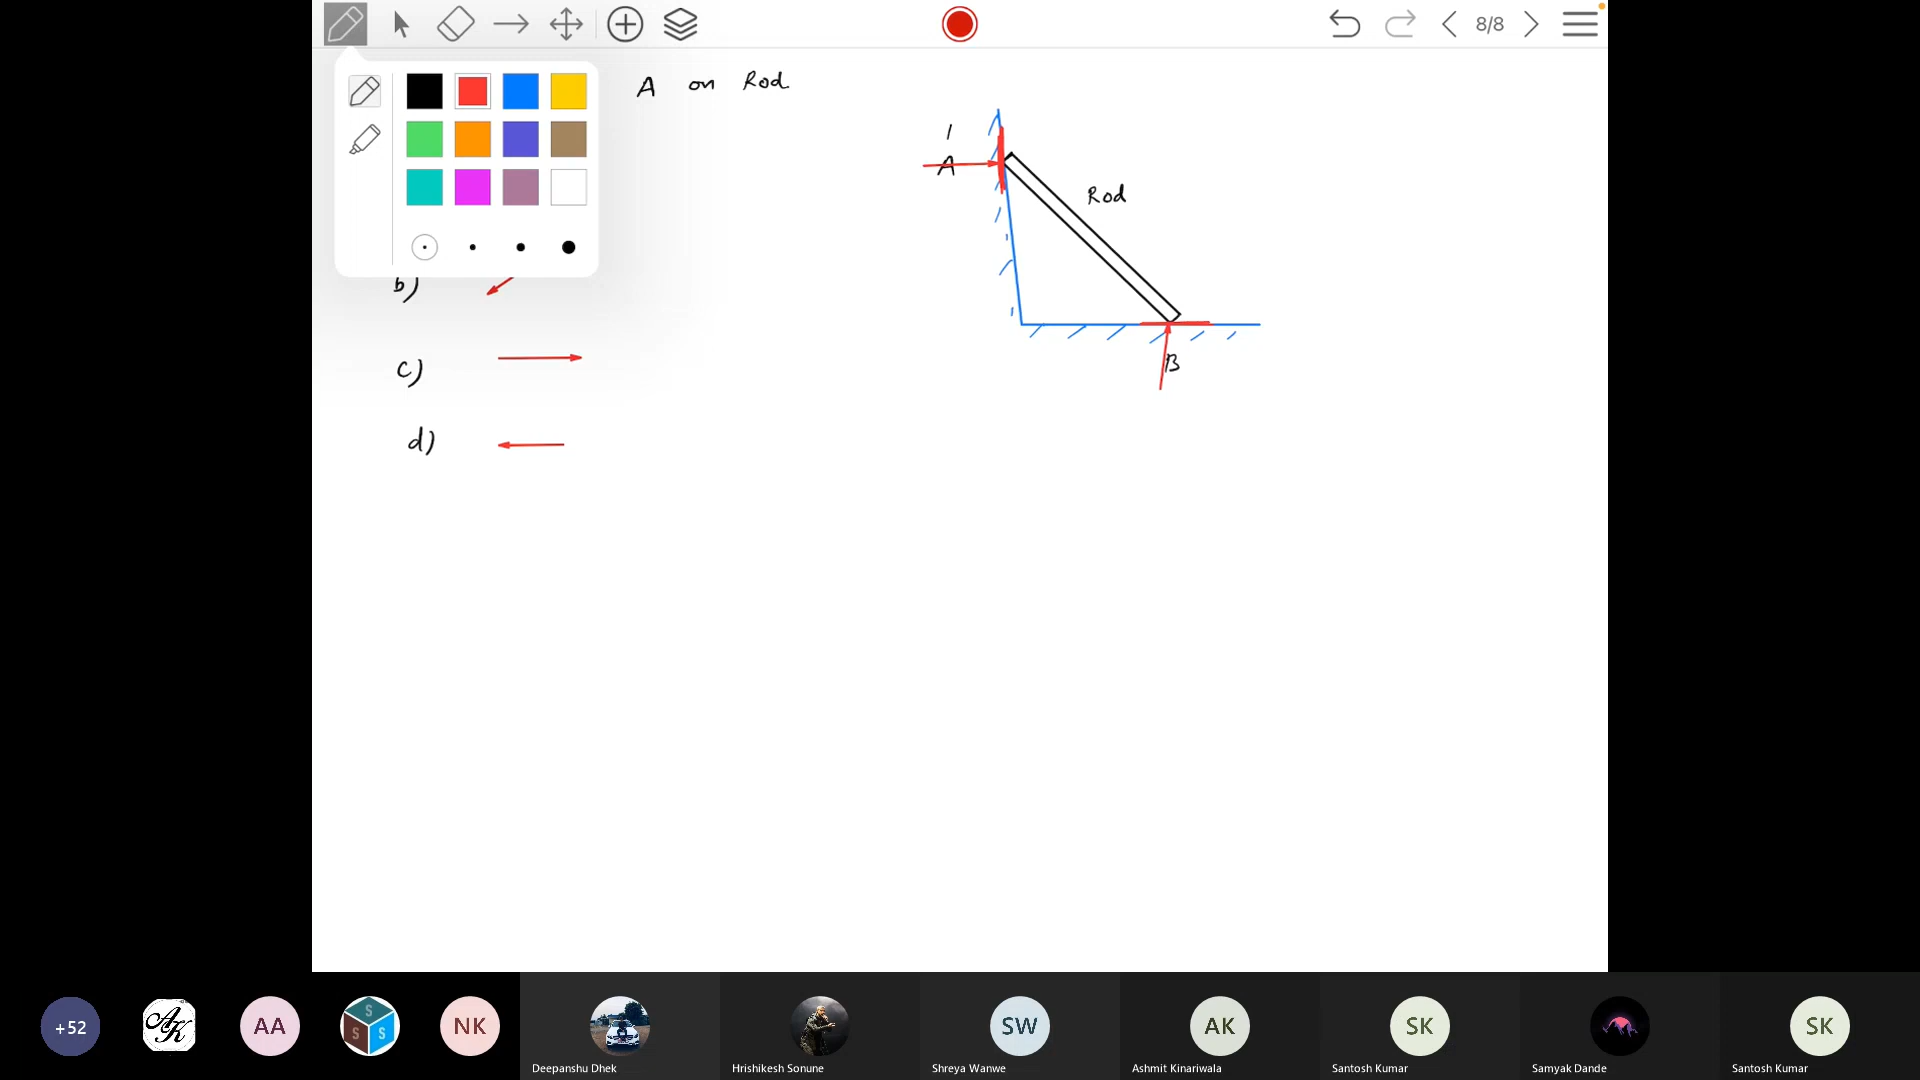 8/8
A on Rod
1
A
Rod
b)
B
c)
d)
S
S S
+52
AK
AA
NK
SW
AK
SK
SK
Deepanshu Dhek
Hrishikesh Sonune
Shreya Wanwe
Ashmit Kinariwala
Santosh Kumar
Samyak Dande
Santosh Kumar